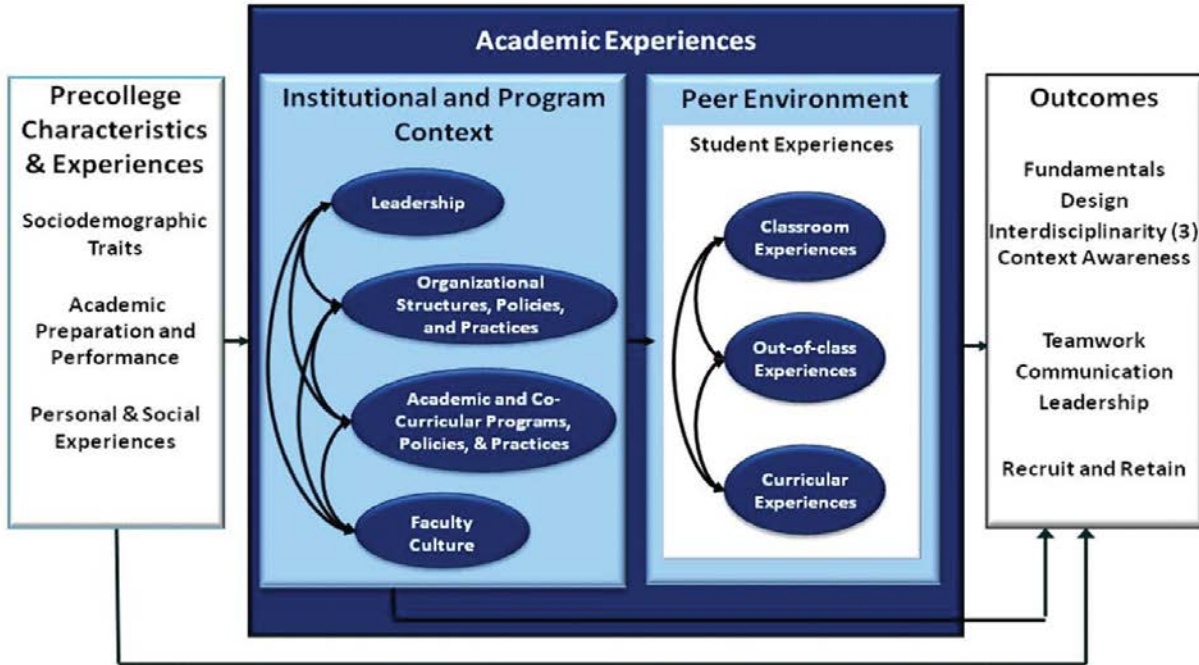 Academic Experiences
Precollege
Characteristics
& Experiences
Sociodemographic
Traits
Academic
Preparation and
Performance
Personal & Social
Experiences
Institutional and Program
Context
Leadership
Organizational
Structures, Policies,
and Practices
Academic and Co-
Curricular Programs,
Policies, & Practices
Faculty
Culture
Peer Environment
Student Experiences
Classroom
Experiences
Out-of-class
Experiences
Curricular
Experiences
Outcomes
Fundamentals
Design
Interdisciplinarity (3)
Context Awareness
Teamwork
Communication
Leadership
Recruit and Retain